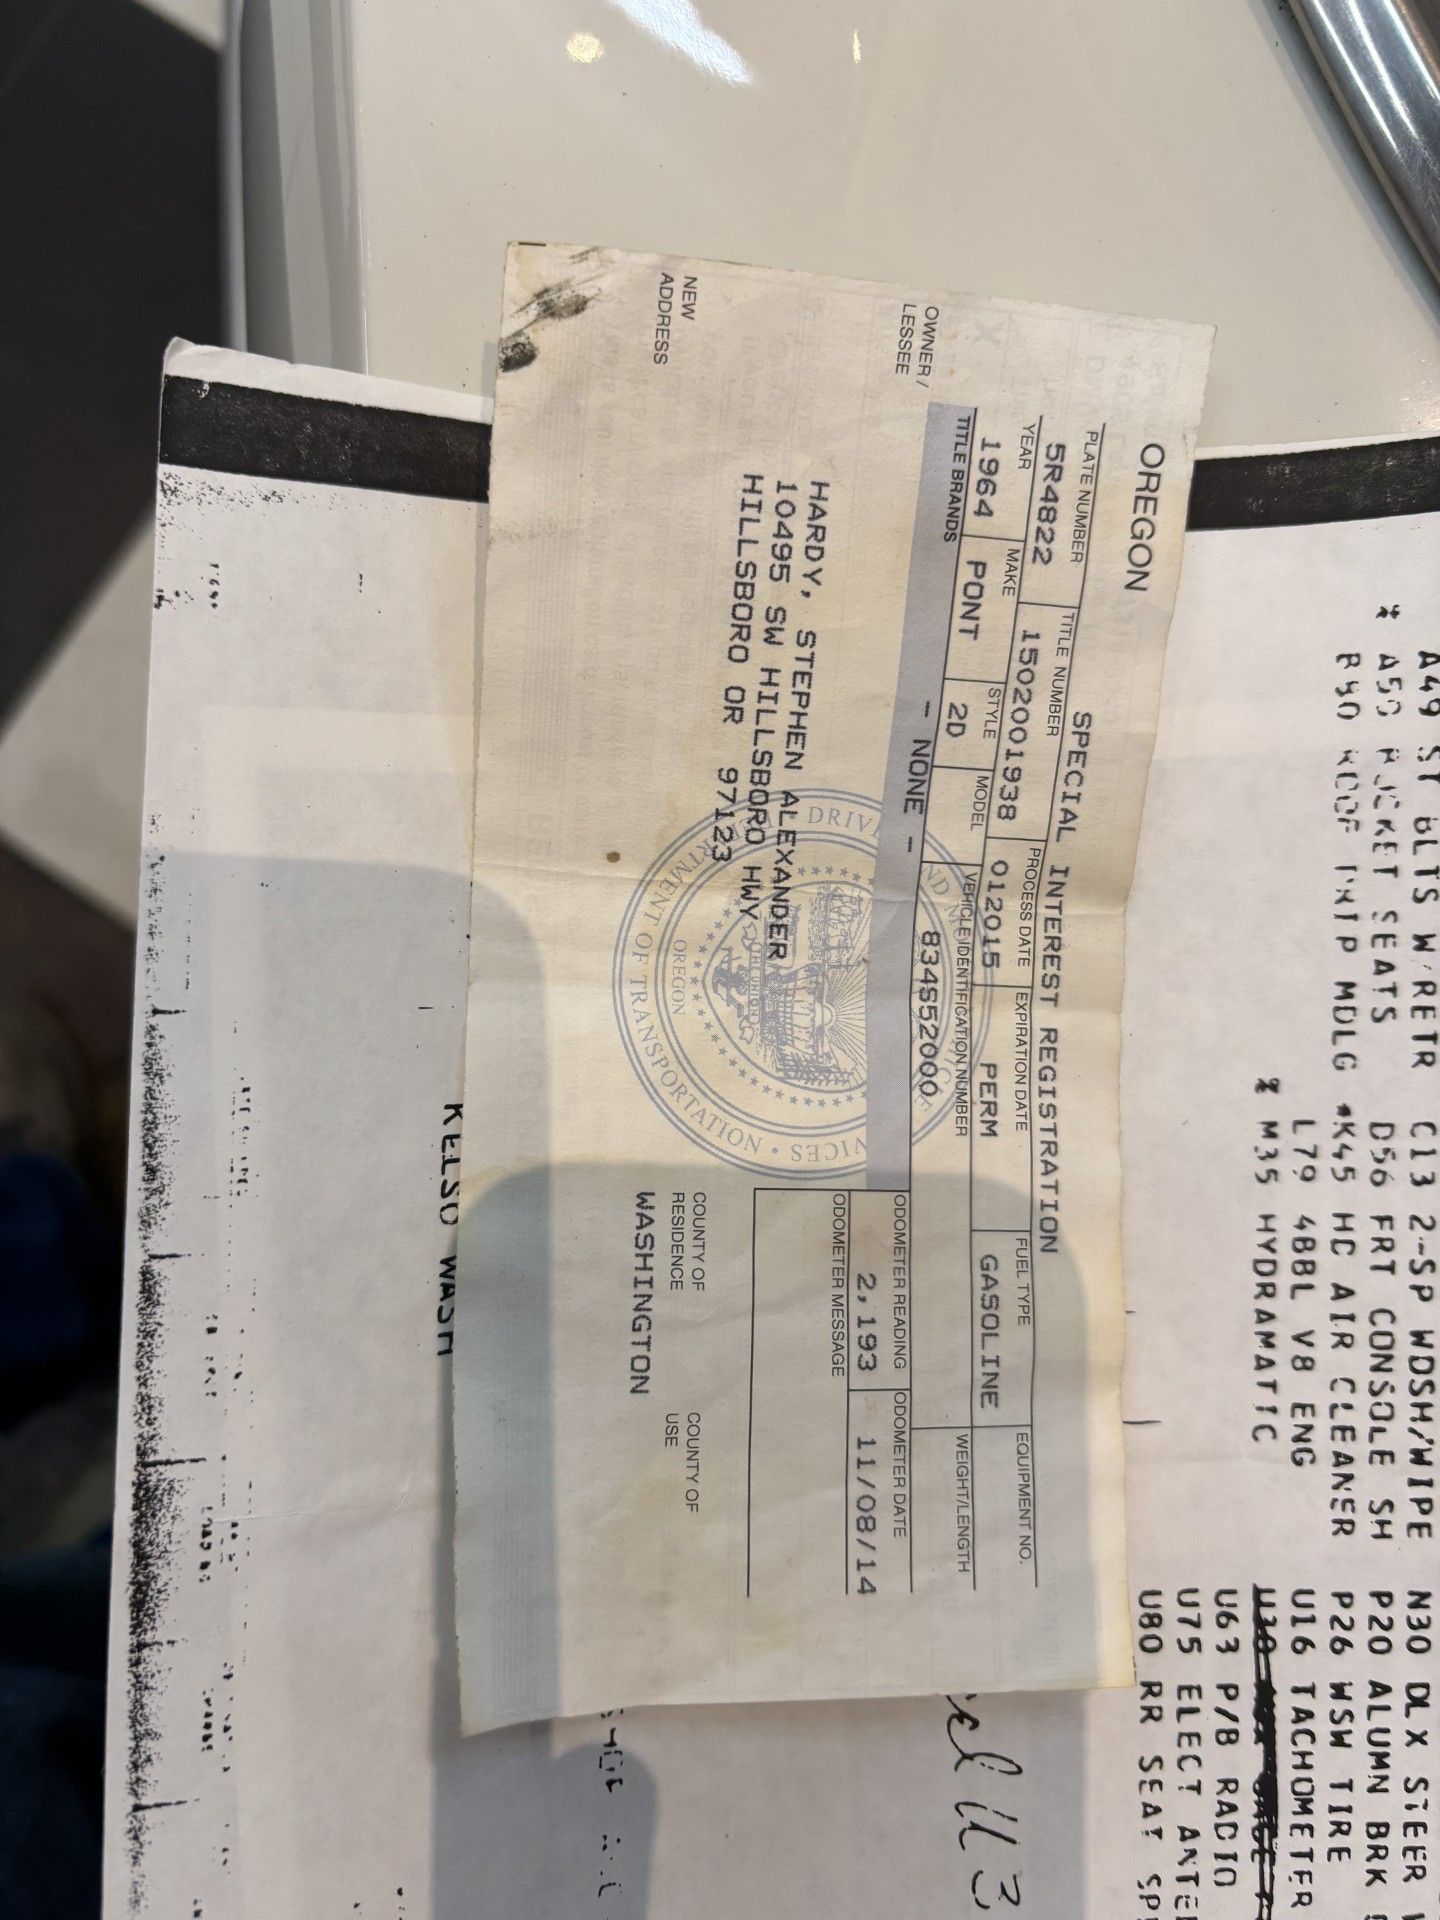 OREGON
SPECIAL INTEREST REGISTRATION
PLATE NUMBER TITLE NUMBER PROCESS DATE EXPIRATION DATE FUEL TYPE EQUIPMENT NO.
5R4822 1502001938 012015 PERM GASOLINE
YEAR MAKE STYLE MODEL VEHICLE IDENTIFICATION NUMBER WEIGHT/LENGTH
1964 PONT 2D 834S52000
TITLE BRANDS ODOMETER READING ODOMETER DATE
- NONE - 2,193 11/08/14
ODOMETER MESSAGE
OWNER/
LESSEE
HARDY, STEPHEN ALEXANDER
10495 SW HILLSBORO HWY
HILLSBORO OR 97123
COUNTY OF
RESIDENCE
WASHINGTON
COUNTY OF
USE
NEW
ADDRESS
DEPARTMENT OF TRANSPORTATION
OREGON
A49 ST BLTS W/RETR C13 2-SP WDSH/WIPE N30 DLX STEER
* A50 BUCKET SEATS D56 FRT CONSOLE SH P20 ALUMN BRK
B80 ROOF DRIP MDLG *K45 HC AIR CLEANER P26 WSW TIRE
L79 4BBL V8 ENG U16 TACHOMETER
* M35 HYDRAMATIC
U63 P/B RADIO
U75 ELECT ANTE
U80 RR SEAT SP
KELSO WASH